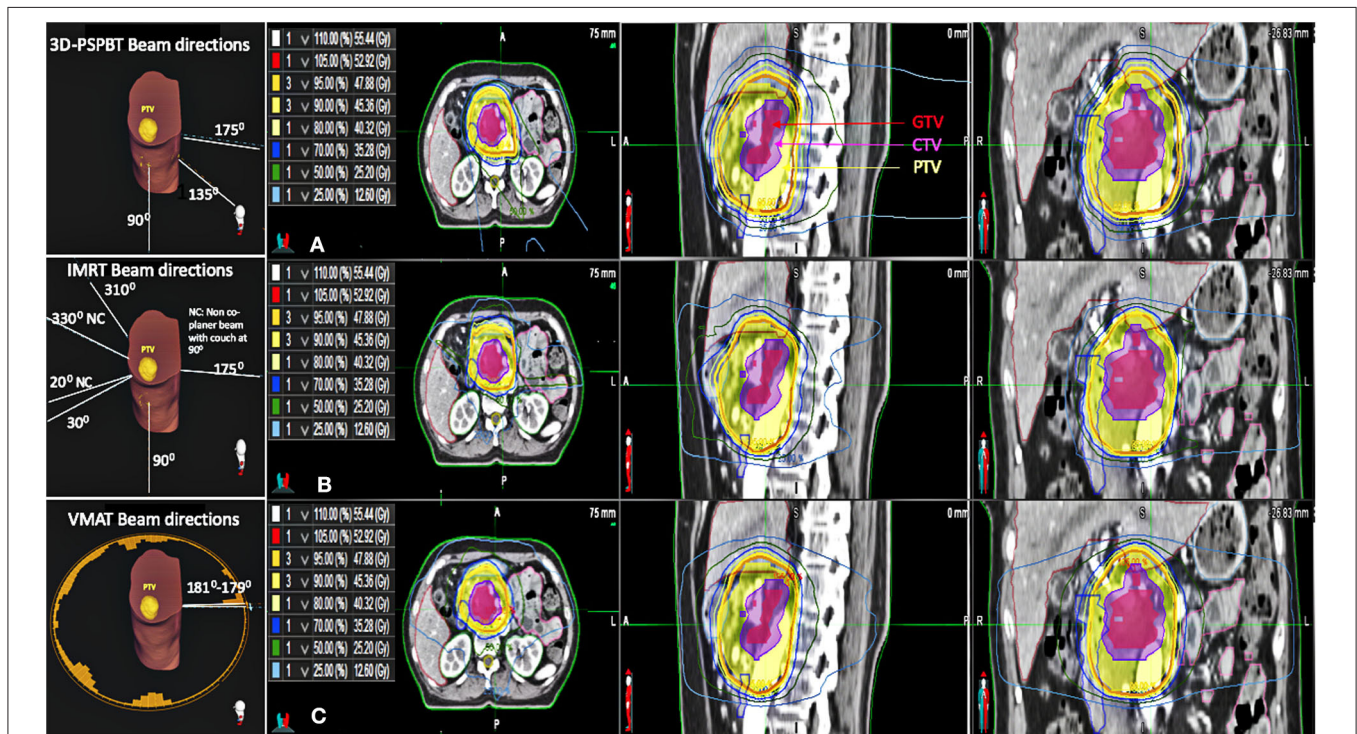 3D-PSPBT Beam directions
PTV
175⁰
135⁰
90⁰
1 110.00 (%) 55.44 (Gy)
1 105.00 (%) 52.92 (Gy)
3 95.00 (%) 47.88 (Gy)
3 90.00 (%) 45.36 (Gy)
1 80.00 (%) 40.32 (Gy)
1 70.00 (%) 35.28 (Gy)
1 50.00 (%) 25.20 (Gy)
1 25.00 (%) 12.60 (Gy)
A
75 mm
L
P
A
S
0 mm
A
GTV
CTV
PTV
I
S
-26.83 mm
R
L
I
IMRT Beam directions
310⁰
330⁰ NC
NC: Non co-
planer beam
with couch at
90⁰
PTV
175⁰
20⁰ NC
30⁰
90⁰
1 110.00 (%) 55.44 (Gy)
1 105.00 (%) 52.92 (Gy)
3 95.00 (%) 47.88 (Gy)
3 90.00 (%) 45.36 (Gy)
1 80.00 (%) 40.32 (Gy)
1 70.00 (%) 35.28 (Gy)
1 50.00 (%) 25.20 (Gy)
1 25.00 (%) 12.60 (Gy)
A
75 mm
L
P
B
S
0 mm
A
I
S
-26.83 mm
R
L
I
VMAT Beam directions
PTV
181⁰-179⁰
1 110.00 (%) 55.44 (Gy)
1 105.00 (%) 52.92 (Gy)
3 95.00 (%) 47.88 (Gy)
3 90.00 (%) 45.36 (Gy)
1 80.00 (%) 40.32 (Gy)
1 70.00 (%) 35.28 (Gy)
1 50.00 (%) 25.20 (Gy)
1 25.00 (%) 12.60 (Gy)
A
75 mm
L
P
C
S
0 mm
A
I
S
-26.83 mm
R
L
I